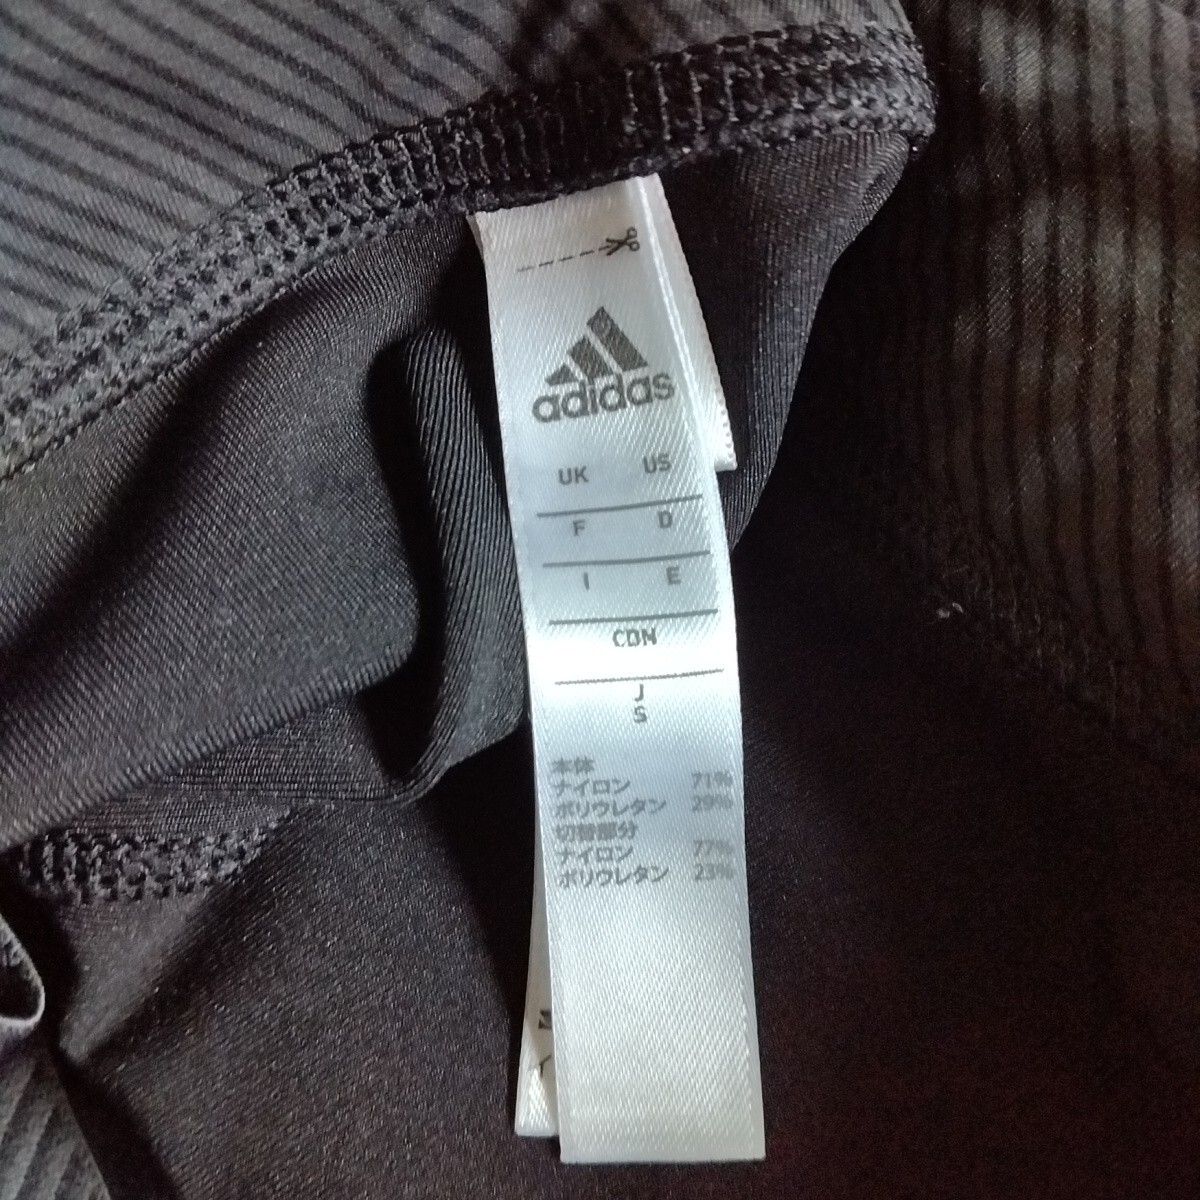 adidas
UK US
F D
I E
CDN
J
S
本体
ナイロン 71%
ポリウレタン 29%
切替部分
ナイロン 77%
ポリウレタン 23%